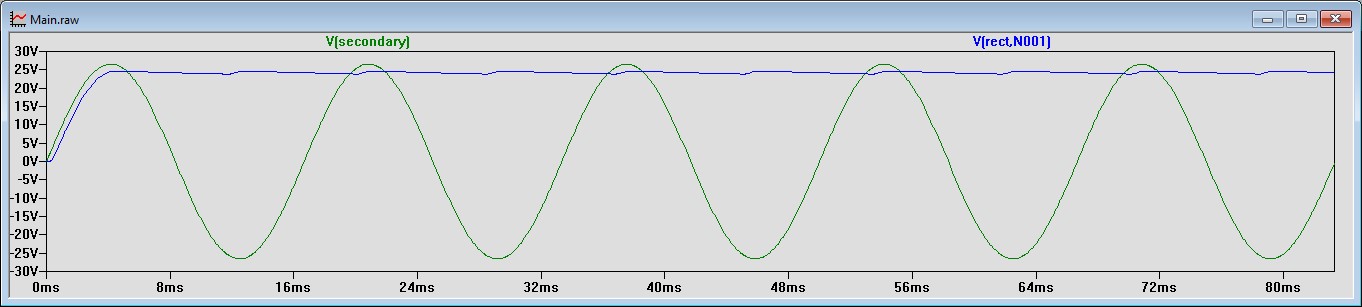 Main.raw
V(secondary) V(rect,N001)
30V
25V
20V
15V
10V
5V
0V
-5V
-10V
-15V
-20V
-25V
-30V
0ms 8ms 16ms 24ms 32ms 40ms 48ms 56ms 64ms 72ms 80ms